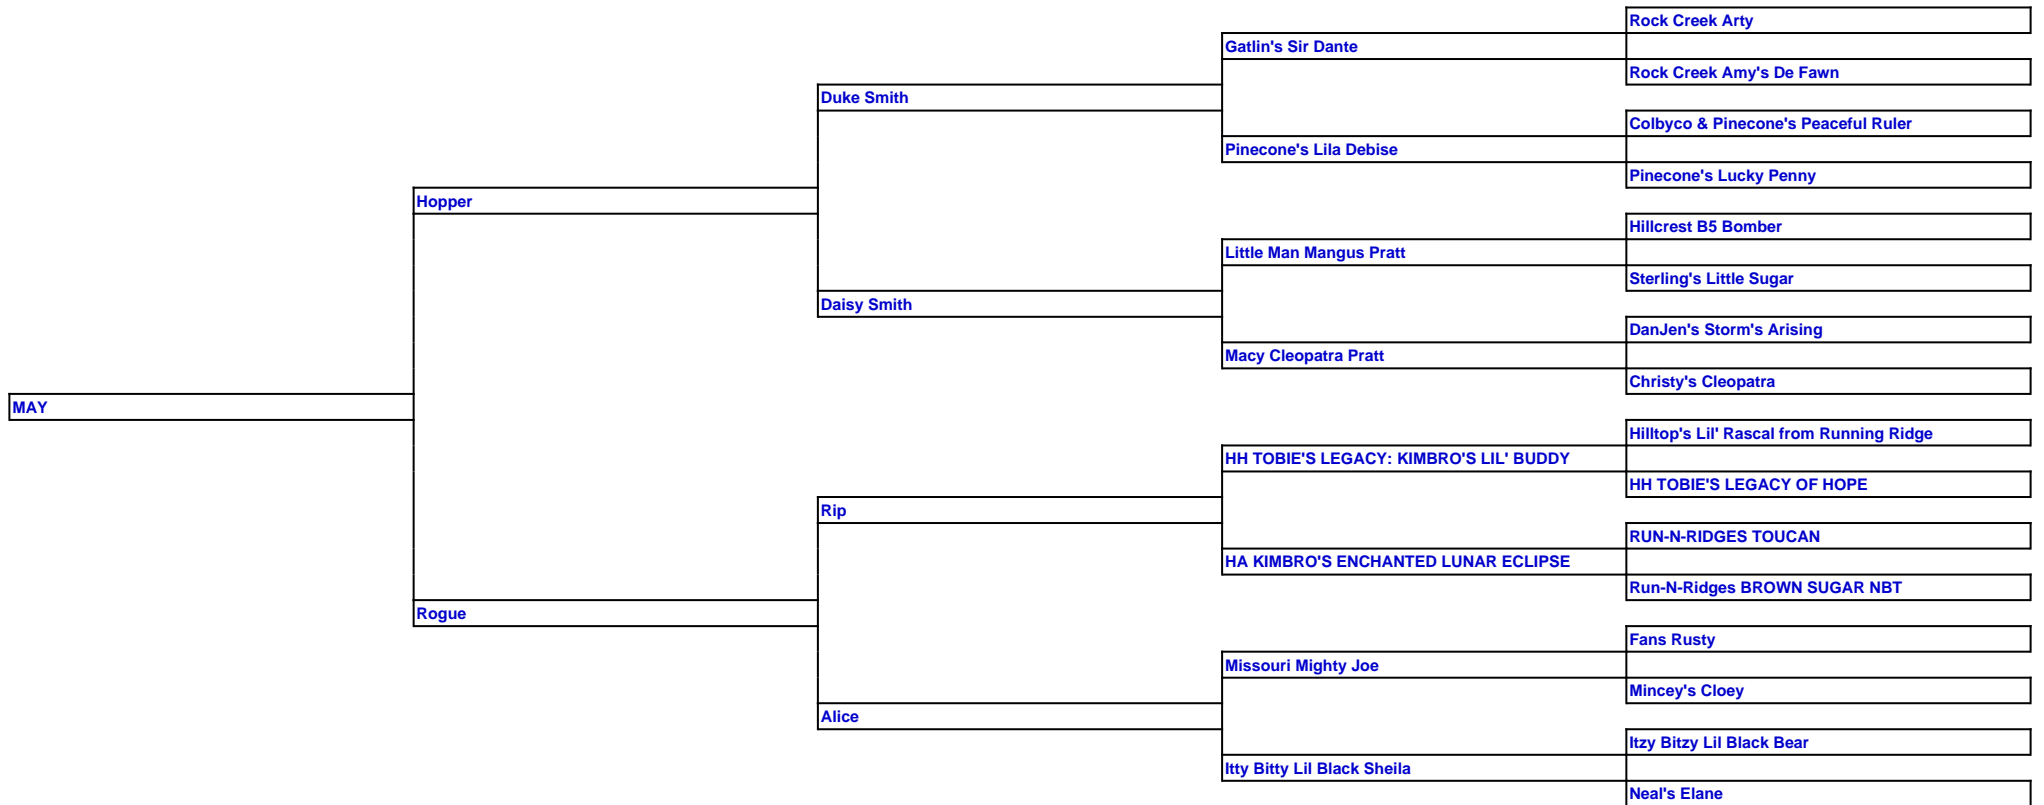 Rock Creek Arty
Gatlin's Sir Dante
Rock Creek Amy's De Fawn
Duke Smith
Colbyco & Pinecone's Peaceful Ruler
Pinecone's Lila Debise
Pinecone's Lucky Penny
Hopper
Hillcrest B5 Bomber
Little Man Mangus Pratt
Sterling's Little Sugar
Daisy Smith
DanJen's Storm's Arising
Macy Cleopatra Pratt
Christy's Cleopatra
MAY
Hilltop's Lil' Rascal from Running Ridge
HH TOBIE'S LEGACY: KIMBRO'S LIL' BUDDY
HH TOBIE'S LEGACY OF HOPE
Rip
RUN-N-RIDGES TOUCAN
HA KIMBRO'S ENCHANTED LUNAR ECLIPSE
Run-N-Ridges BROWN SUGAR NBT
Rogue
Fans Rusty
Missouri Mighty Joe
Mincey's Cloey
Alice
Itzy Bitzy Lil Black Bear
Itty Bitty Lil Black Sheila
Neal's Elane